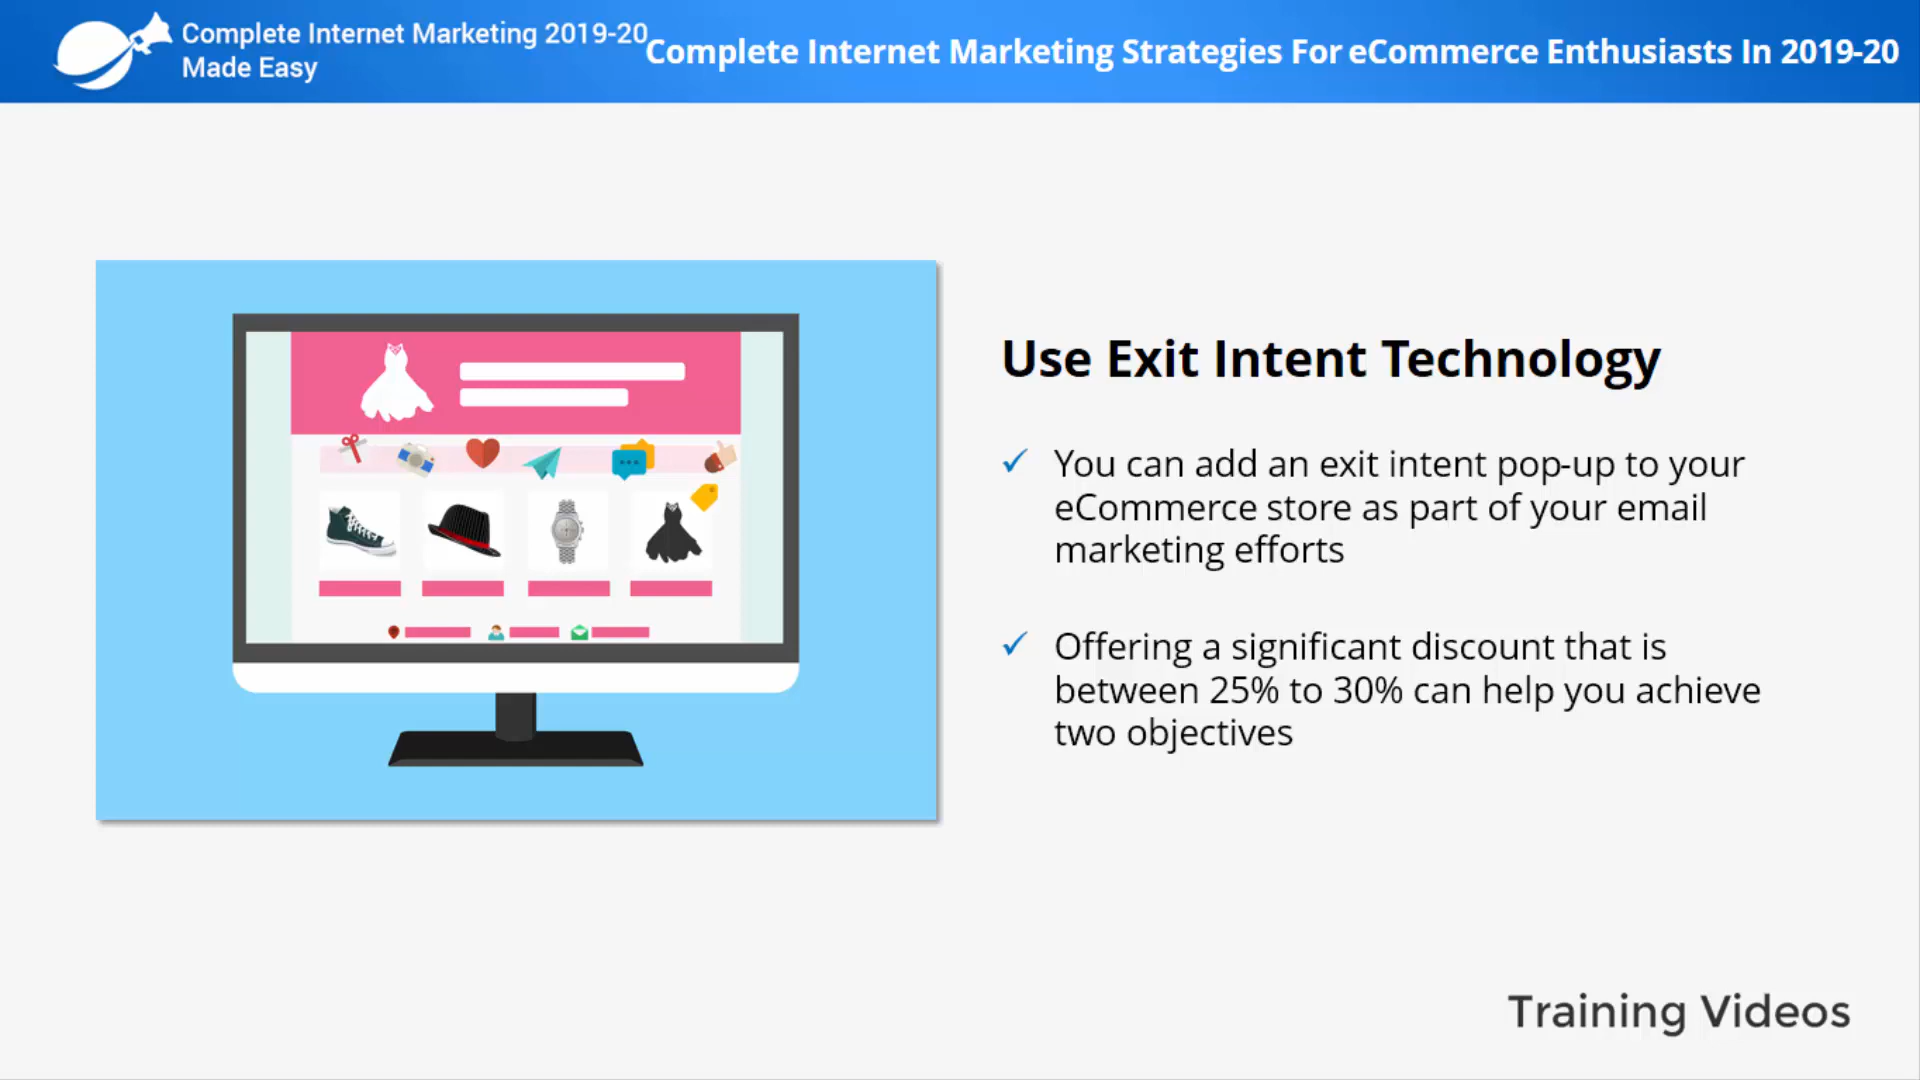 Complete Internet Marketing 2019-20
Made Easy
Complete Internet Marketing Strategies For eCommerce Enthusiasts In 2019-20
Use Exit Intent Technology
✓ You can add an exit intent pop-up to your
eCommerce store as part of your email
marketing efforts
✓ Offering a significant discount that is
between 25% to 30% can help you achieve
two objectives
Training Videos